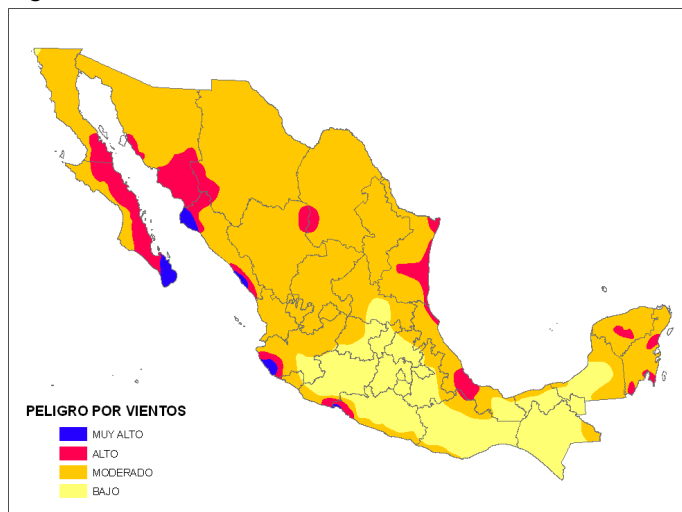 PELIGRO POR VIENTOS
MUY ALTO
ALTO
MODERADO
BAJO